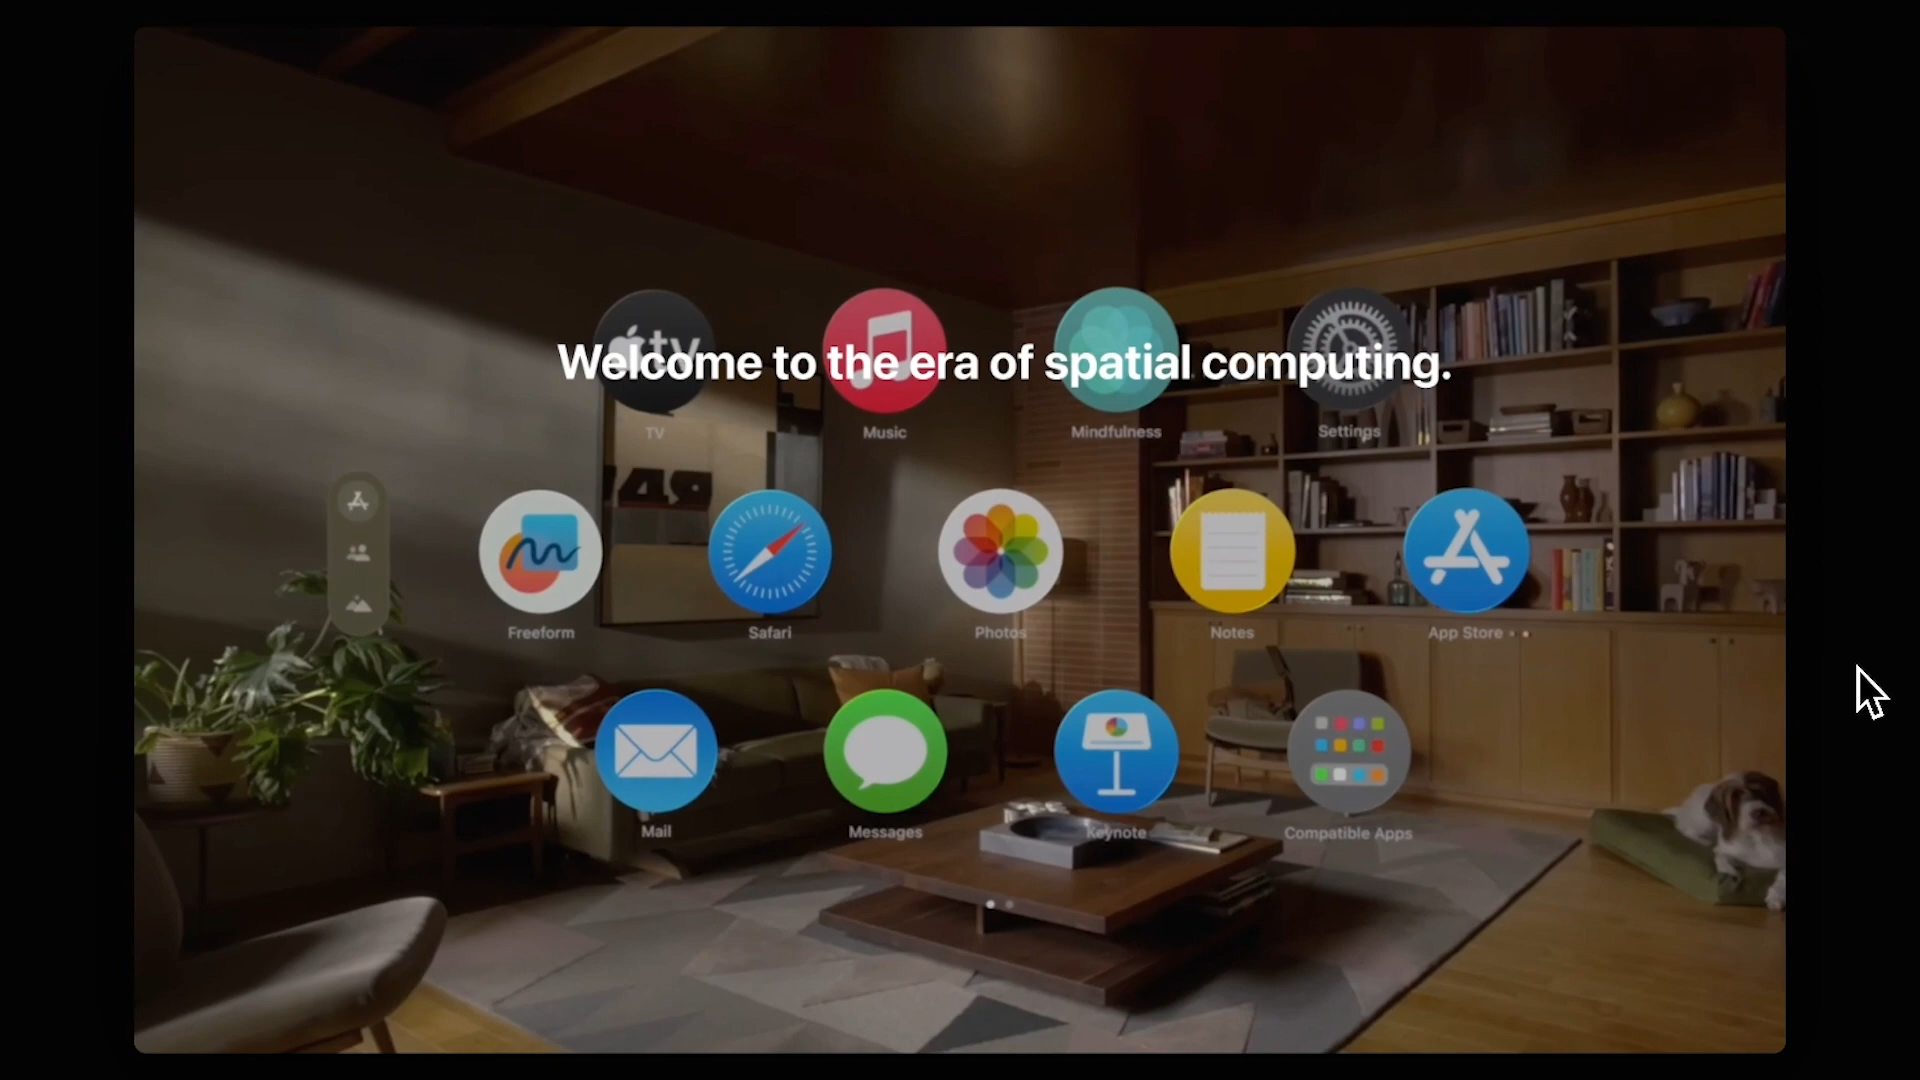 Welcome to the era of spatial computing.
tv
TV
Music
Mindfulness
Settings
Freeform
Safari
Photos
Notes
App Store
Mail
Messages
Keynote
Compatible Apps